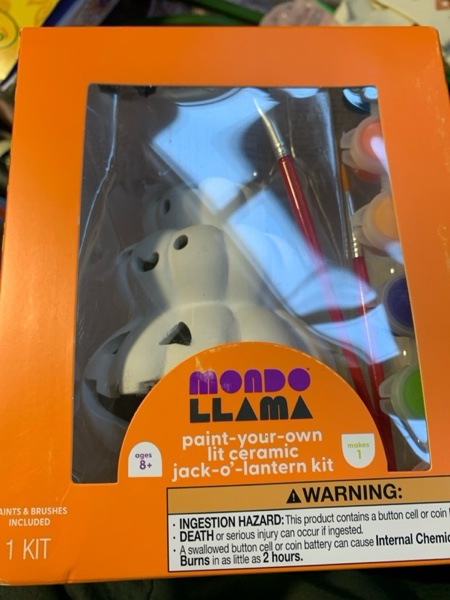 MONDO
LLAMA
paint-your-own
lit ceramic
jack-o'-lantern kit
ages
8+
makes
1
PAINTS & BRUSHES
INCLUDED
1 KIT
WARNING:
• INGESTION HAZARD: This product contains a button cell or coin
• DEATH or serious injury can occur if ingested.
• A swallowed button cell or coin battery can cause Internal Chemic
Burns in as little as 2 hours.